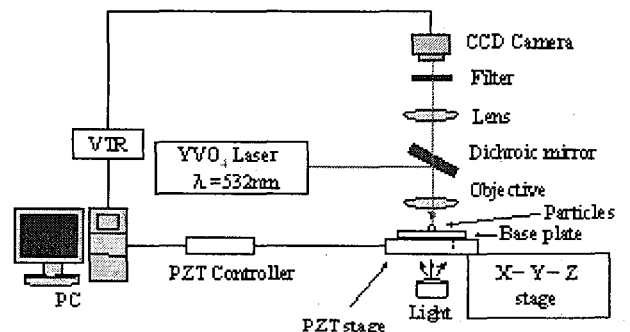 CCD Camera
Filter
Lens
VTR
YVO4 Laser
λ=532nm
Dichroic mirror
Objective
Particles
Base plate
PZT Controller
X-Y-Z
stage
PC
Light
PZT stage